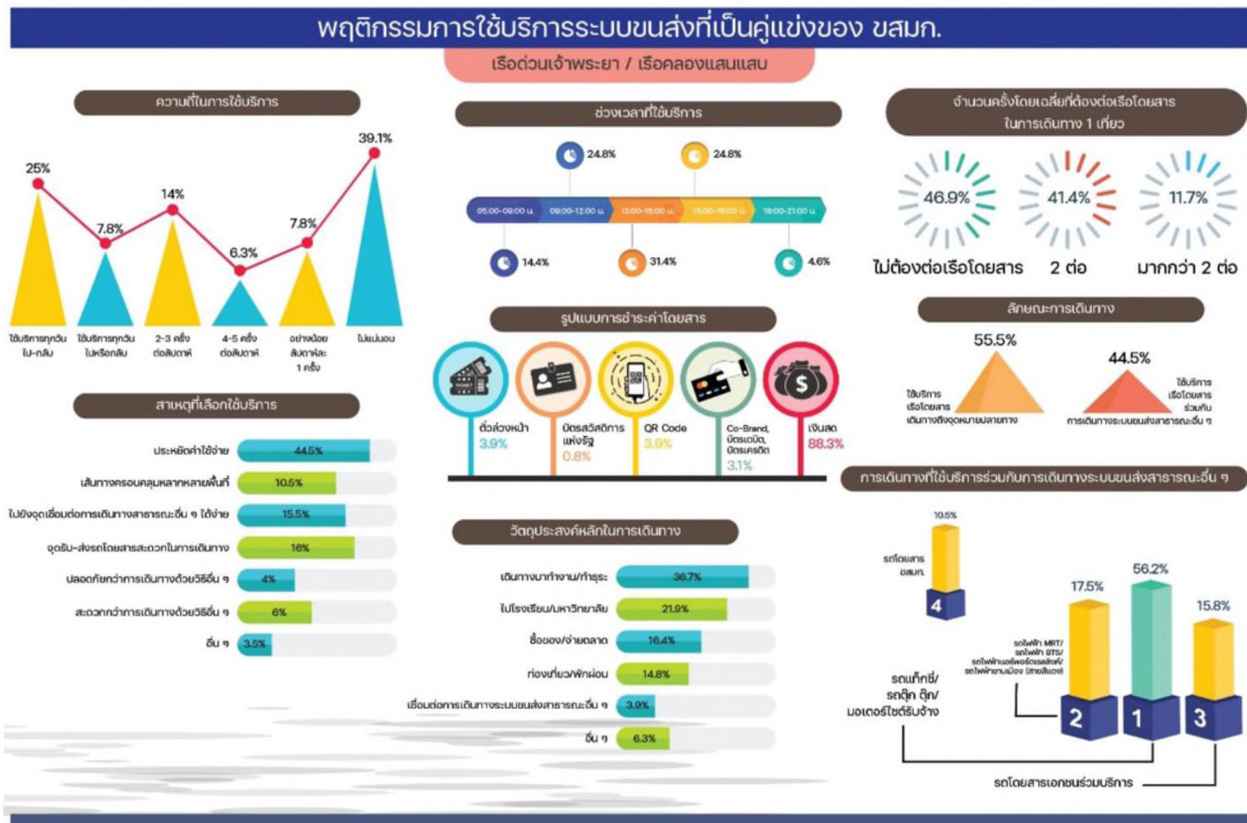 พฤติกรรมการใช้บริการระบบขนส่งที่เป็นคู่แข่งของ ขสมก.
เรือด่วนเจ้าพระยา / เรือคลองแสนแสบ
ความถี่ในการใช้บริการ
25%
7.8%
14%
6.3%
7.8%
39.1%
ใช้บริการทุกวัน
ไป-กลับ
ใช้บริการทุกวัน
ไปหรือกลับ
2-3 ครั้ง
ต่อสัปดาห์
4-5 ครั้ง
ต่อสัปดาห์
อย่างน้อย
สัปดาห์ละ
1 ครั้ง
ไม่แน่นอน
สาเหตุที่เลือกใช้บริการ
ประหยัดค่าใช้จ่าย
44.5%
เส้นทางครอบคลุมหลากหลายพื้นที่
10.5%
ไปยังจุดเชื่อมต่อการเดินทางสาธารณะอื่น ๆ ได้ง่าย
15.5%
จุดรับ-ส่งรถโดยสารสะดวกในการเดินทาง
16%
ปลอดภัยกว่าการเดินทางด้วยวิธีอื่น ๆ
4%
สะดวกกว่าการเดินทางด้วยวิธีอื่น ๆ
6%
อื่น ๆ
3.5%
ช่วงเวลาที่ใช้บริการ
24.8%
24.8%
05:00-09:00 น.
09:00-12:00 น.
12:00-15:00 น.
15:00-18:00 น.
18:00-21:00 น.
14.4%
31.4%
4.6%
รูปแบบการชำระค่าโดยสาร
ตั๋วล่วงหน้า
3.9%
บัตรสวัสดิการ
แห่งรัฐ
0.8%
QR Code
3.9%
Co-Brand,
บัตรเดบิต,
บัตรเครดิต
3.1%
เงินสด
88.3%
วัตถุประสงค์หลักในการเดินทาง
เดินทางมาทำงาน/ทำธุระ
36.7%
ไปโรงเรียน/มหาวิทยาลัย
21.9%
ซื้อของ/จ่ายตลาด
16.4%
ท่องเที่ยว/พักผ่อน
14.8%
เชื่อมต่อการเดินทางระบบขนส่งสาธารณะอื่น ๆ
3.9%
อื่น ๆ
6.3%
จำนวนครั้งโดยเฉลี่ยที่ต้องต่อเรือโดยสาร
ในการเดินทาง 1 เที่ยว
46.9%
41.4%
11.7%
ไม่ต้องต่อเรือโดยสาร
2 ต่อ
มากกว่า 2 ต่อ
ลักษณะการเดินทาง
55.5%
44.5%
ใช้บริการ
เรือโดยสาร
เดินทางถึงจุดหมายปลายทาง
ใช้บริการ
เรือโดยสาร
ร่วมกับ
การเดินทางระบบขนส่งสาธารณะอื่น ๆ
การเดินทางที่ใช้บริการร่วมกับการเดินทางระบบขนส่งสาธารณะอื่น ๆ
10.5%
รถโดยสาร
ขสมก.
4
17.5%
56.2%
15.8%
รถไฟฟ้า MRT/
รถไฟฟ้า BTS/
รถไฟฟ้าแอร์พอร์ตเรลลิงค์/
รถไฟฟ้าชานเมือง (สายสีแดง)
รถแท็กซี่/
รถตุ๊ก ตุ๊ก/
มอเตอร์ไซต์รับจ้าง
2
1
3
รถโดยสารเอกชนร่วมบริการ